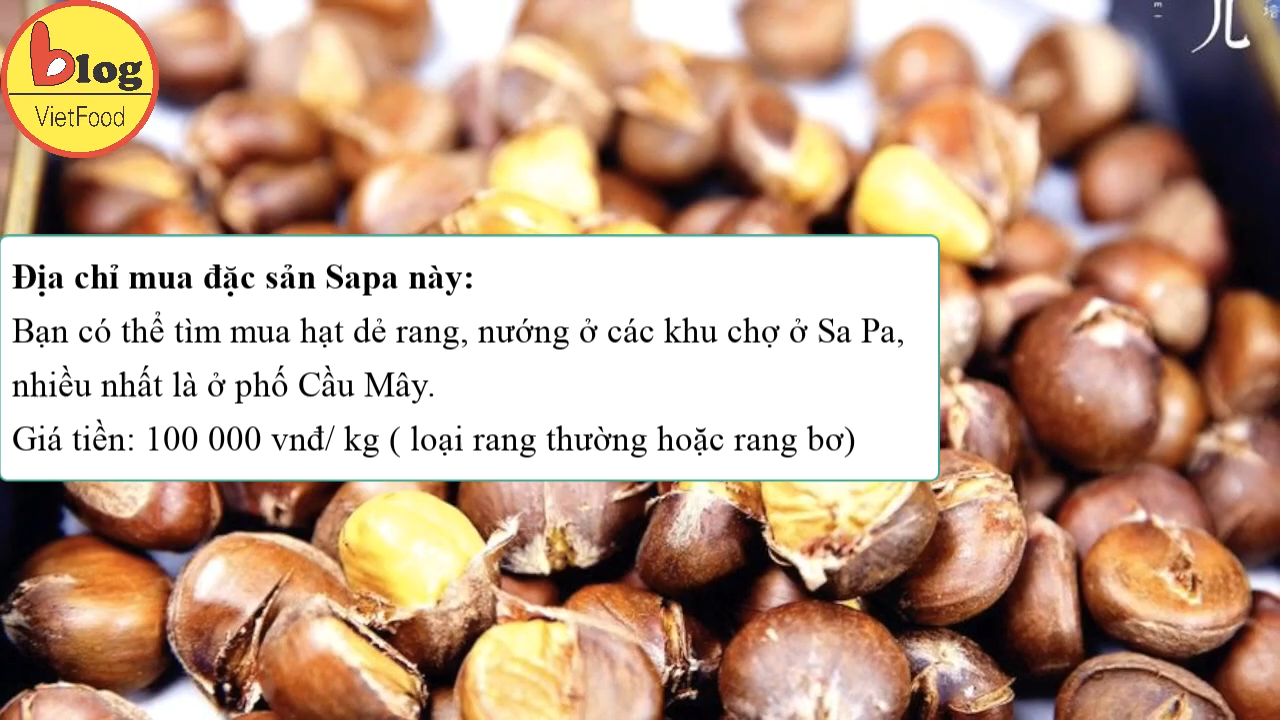 blog
VietFood
Địa chỉ mua đặc sản Sapa này:
Bạn có thể tìm mua hạt dẻ rang, nướng ở các khu chợ ở Sa Pa,
nhiều nhất là ở phố Cầu Mây.
Giá tiền: 100 000 vnđ/ kg ( loại rang thường hoặc rang bơ)